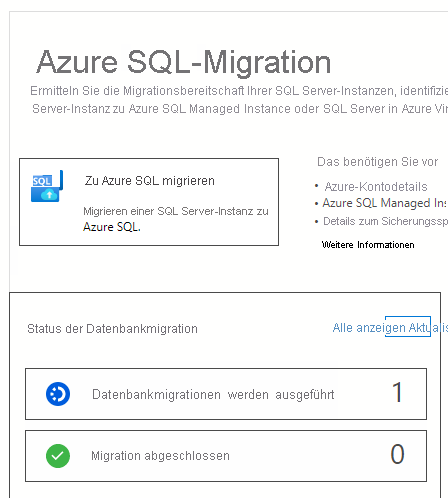 Azure SQL-Migration
Ermitteln Sie die Migrationsbereitschaft Ihrer SQL Server-Instanzen, identifizie
Server-Instanz zu Azure SQL Managed Instance oder SQL Server in Azure Vir
Das benötigen Sie vor
SQL
Zu Azure SQL migrieren
Migrieren einer SQL Server-Instanz zu
Azure SQL.
• Azure-Kontodetails
• Azure SQL Managed Ins
• Details zum Sicherungssp
Weitere Informationen
Status der Datenbankmigration
Alle anzeigen Aktualis
Datenbankmigrationen werden ausgeführt 1
Migration abgeschlossen 0